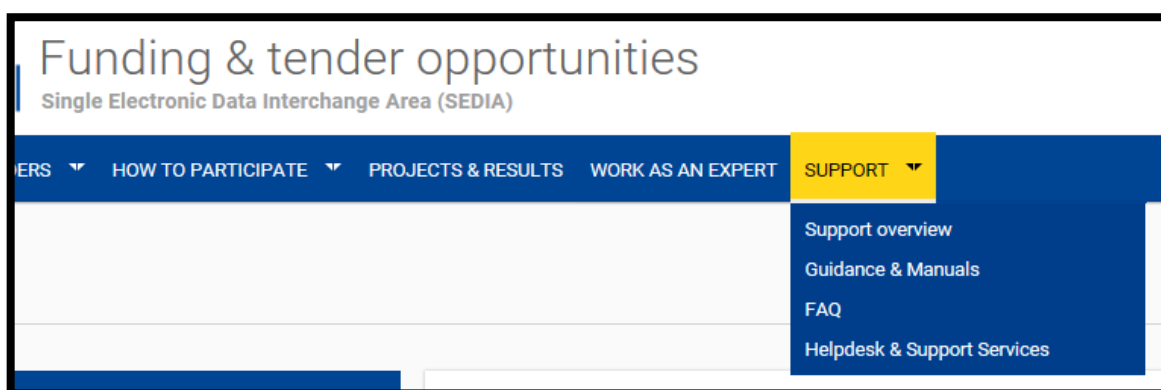 Funding & tender opportunities
Single Electronic Data Interchange Area (SEDIA)
DERS HOW TO PARTICIPATE PROJECTS & RESULTS WORK AS AN EXPERT SUPPORT
Support overview
Guidance & Manuals
FAQ
Helpdesk & Support Services